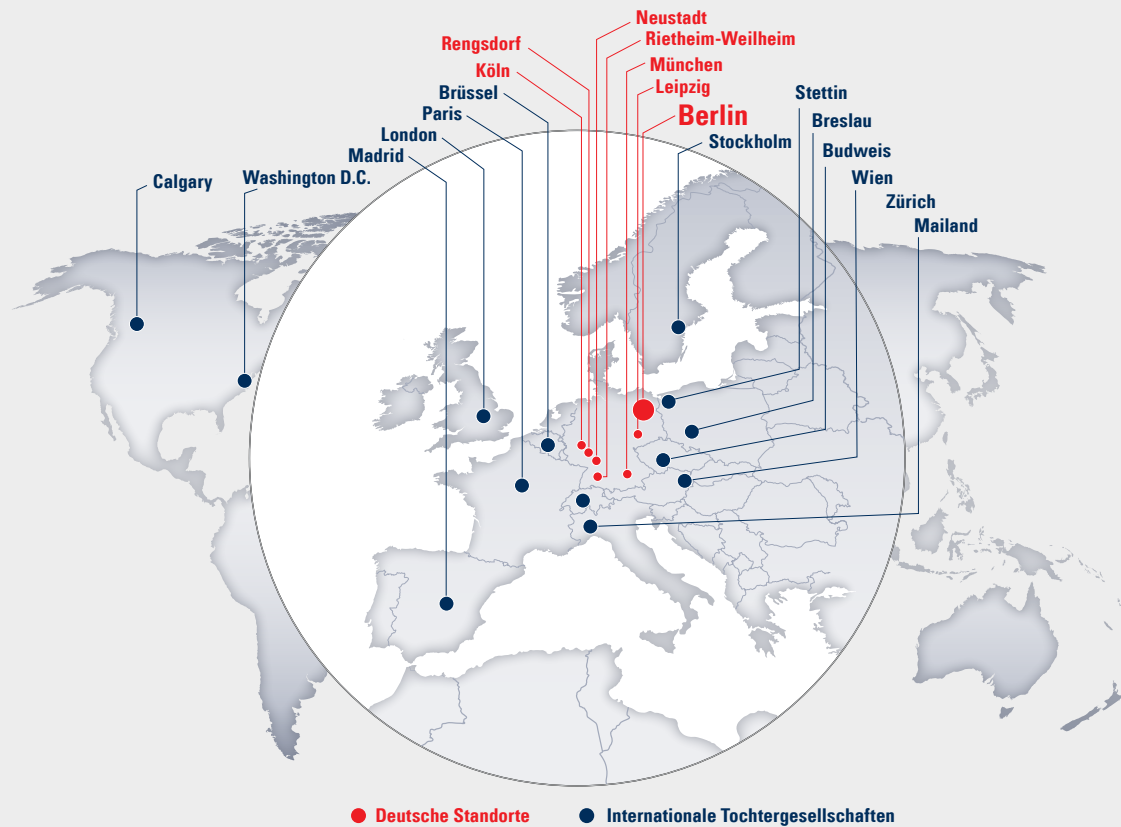 Neustadt
Rengsdorf
Rietheim-Weilheim
Köln
München
Brüssel
Leipzig
Stettin
Paris
Berlin
Breslau
London
Stockholm
Madrid
Budweis
Calgary
Washington D.C.
Wien
Zürich
Mailand
Deutsche Standorte
Internationale Tochtergesellschaften